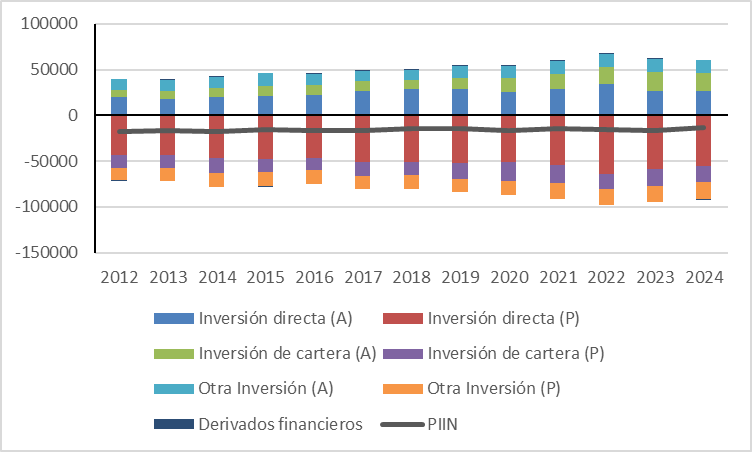 100000
50000
0
-50000
-100000
-150000
2012 2013 2014 2015 2016 2017 2018 2019 2020 2021 2022 2023 2024
Inversión directa (A) Inversión directa (P)
Inversión de cartera (A) Inversión de cartera (P)
Otra Inversión (A) Otra Inversión (P)
Derivados financieros PIIN